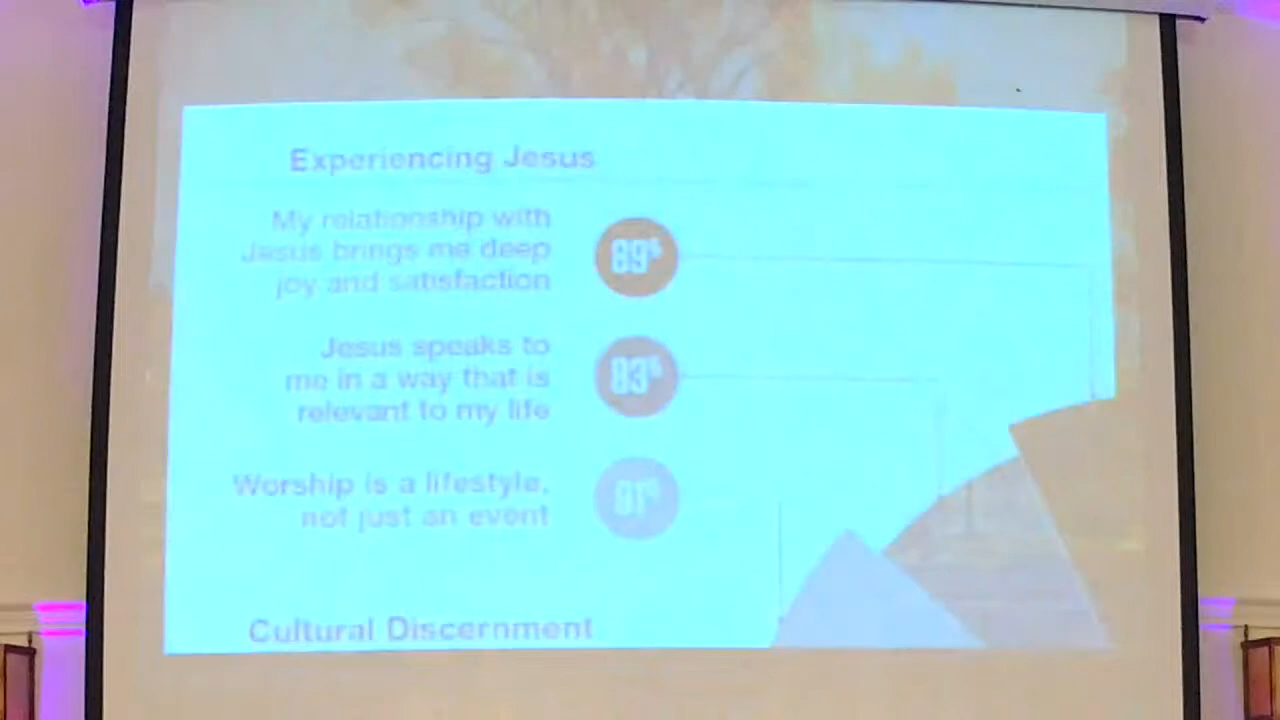 Experiencing Jesus
My relationship with
Jesus brings me deep
joy and satisfaction
89%
Jesus speaks to
me in a way that is
relevant to my life
83%
Worship is a lifestyle,
not just an event
81%
Cultural Discernment